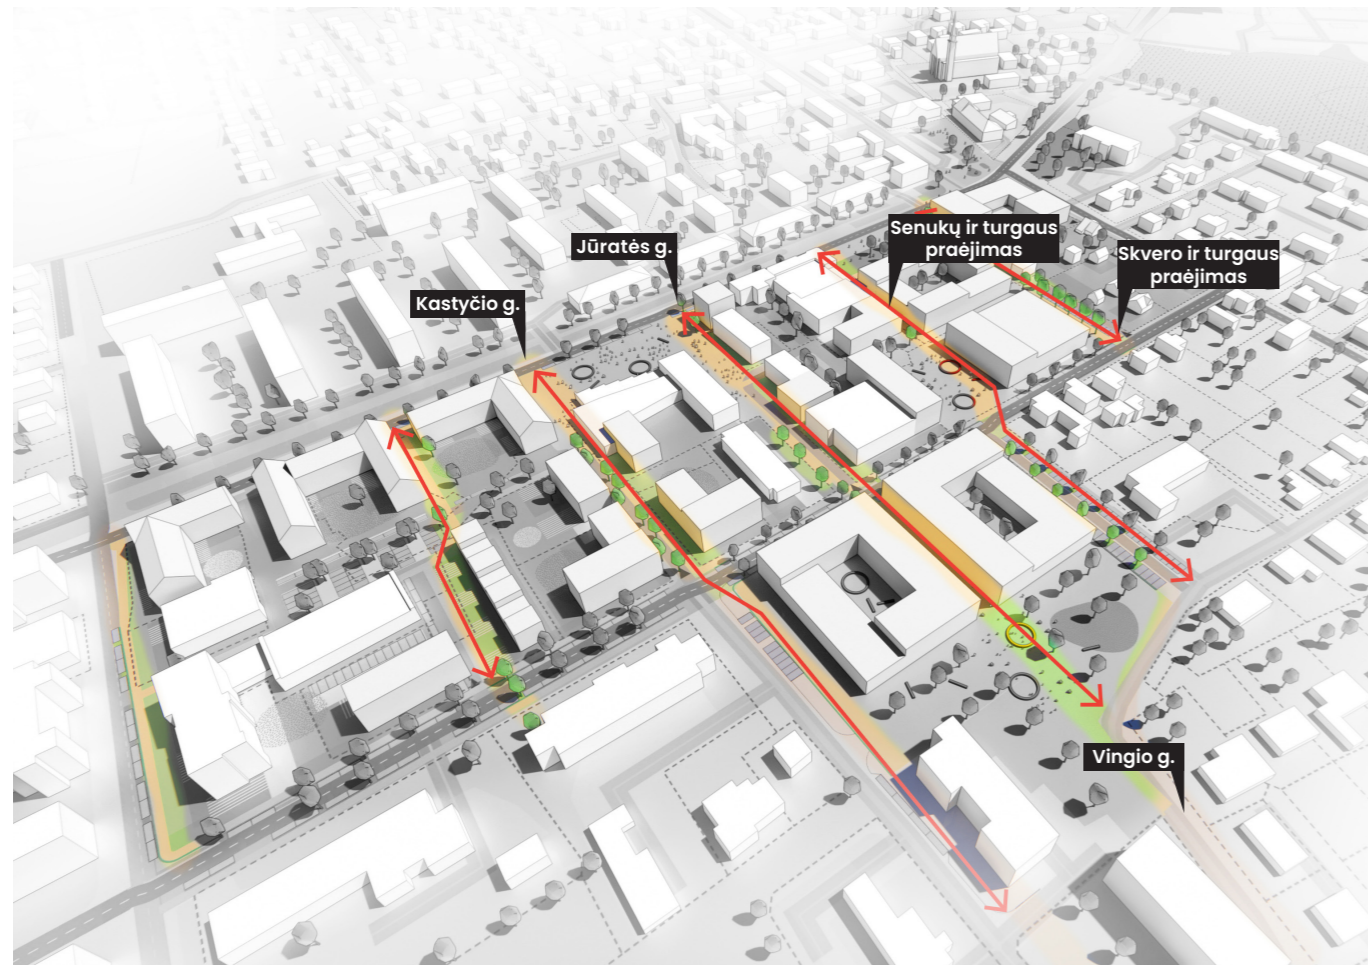 Senukų ir turgaus
praėjimas
Jūratės g.
Skvero ir turgaus
praėjimas
Kastyčio g.
Vingio g.